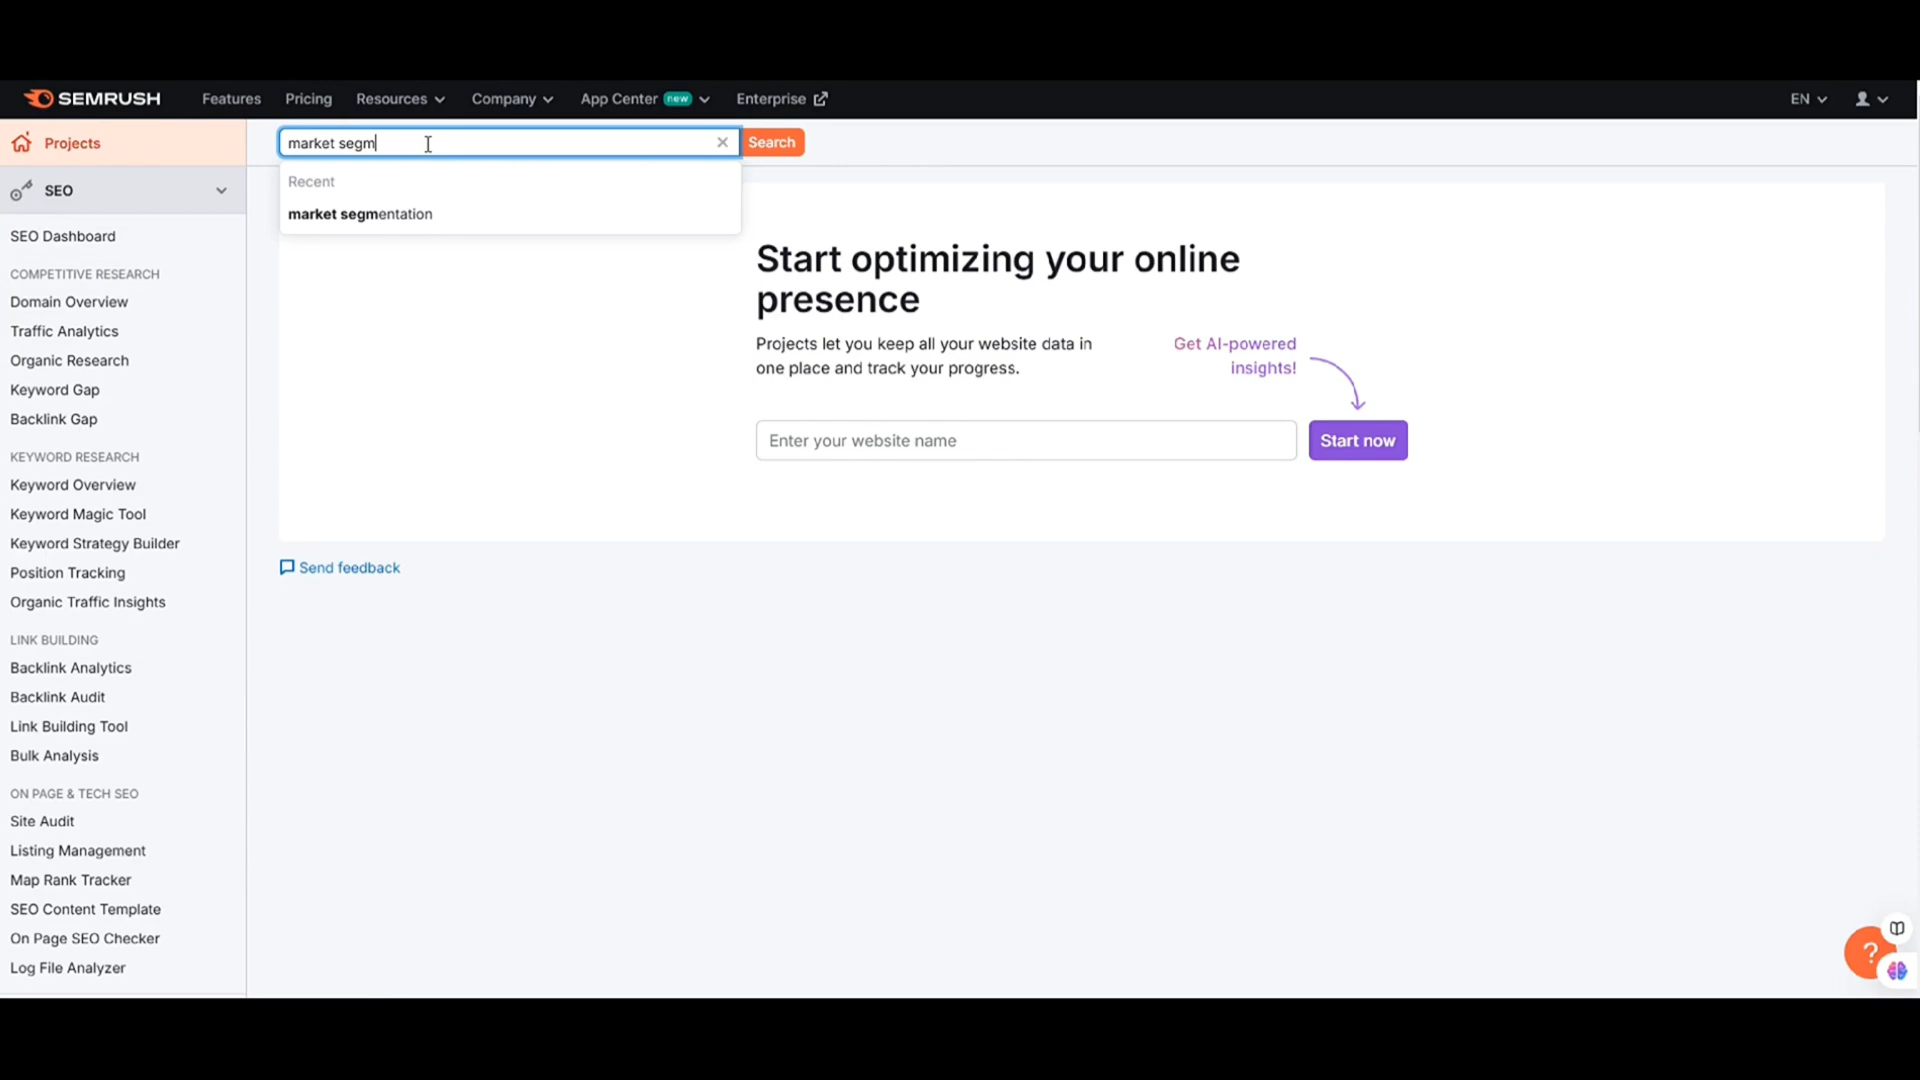 SEMRUSH
Features
Pricing
Resources
Company
App Center new
Enterprise
EN
Projects
market segm
Search
Recent
market segmentation
SEO
SEO Dashboard
COMPETITIVE RESEARCH
Domain Overview
Traffic Analytics
Organic Research
Keyword Gap
Backlink Gap
KEYWORD RESEARCH
Keyword Overview
Keyword Magic Tool
Keyword Strategy Builder
Position Tracking
Organic Traffic Insights
LINK BUILDING
Backlink Analytics
Backlink Audit
Link Building Tool
Bulk Analysis
ON PAGE & TECH SEO
Site Audit
Listing Management
Map Rank Tracker
SEO Content Template
On Page SEO Checker
Log File Analyzer
Start optimizing your online
presence
Projects let you keep all your website data in
one place and track your progress.
Get AI-powered
insights!
Enter your website name
Start now
Send feedback
?